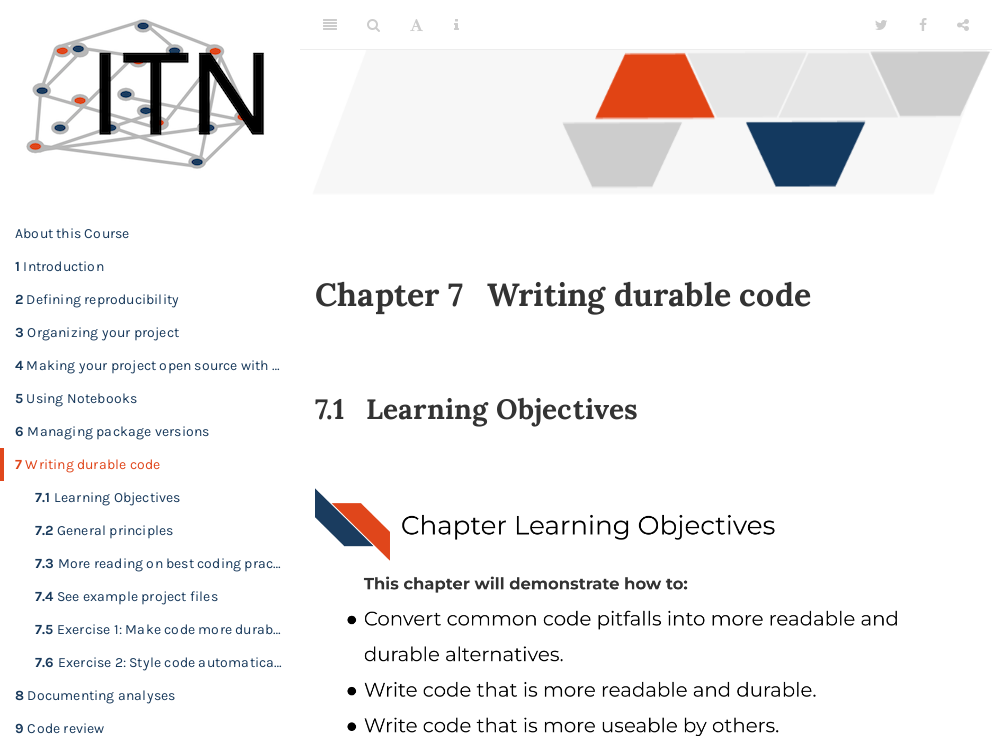 ITN
About this Course
1 Introduction
2 Defining reproducibility
3 Organizing your project
4 Making your project open source with ...
5 Using Notebooks
6 Managing package versions
7 Writing durable code
7.1 Learning Objectives
7.2 General principles
7.3 More reading on best coding prac...
7.4 See example project files
7.5 Exercise 1: Make code more durab...
7.6 Exercise 2: Style code automatica...
8 Documenting analyses
9 Code review
A
i
Chapter 7 Writing durable code
7.1 Learning Objectives
Chapter Learning Objectives
This chapter will demonstrate how to:
● Convert common code pitfalls into more readable and
durable alternatives.
● Write code that is more readable and durable.
● Write code that is more useable by others.